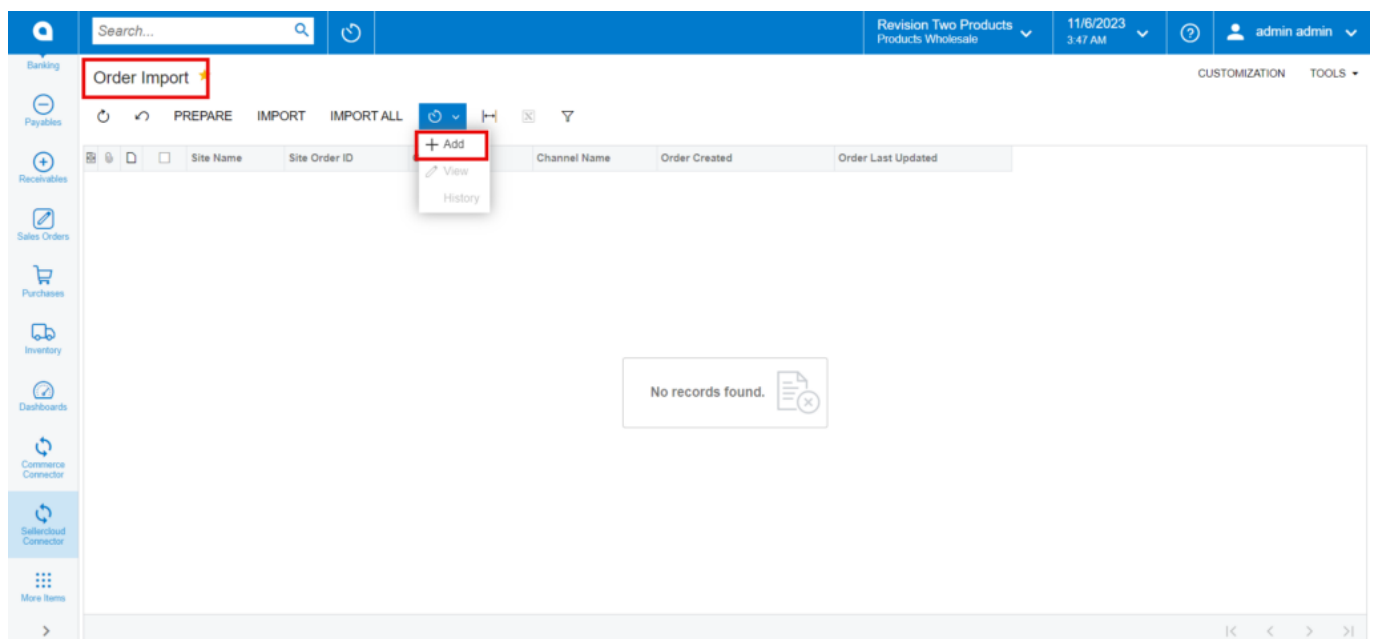 Search...
Revision Two Products
Products Wholesale
11/6/2023
3:47 AM
admin admin
Banking
Payables
Receivables
Sales Orders
Purchases
Inventory
Dashboards
Commerce
Connector
Sellercloud
Connector
More Items
Order Import
CUSTOMIZATION TOOLS
PREPARE IMPORT IMPORT ALL
Add
View
History
Site Name Site Order ID Channel Name Order Created Order Last Updated
No records found.